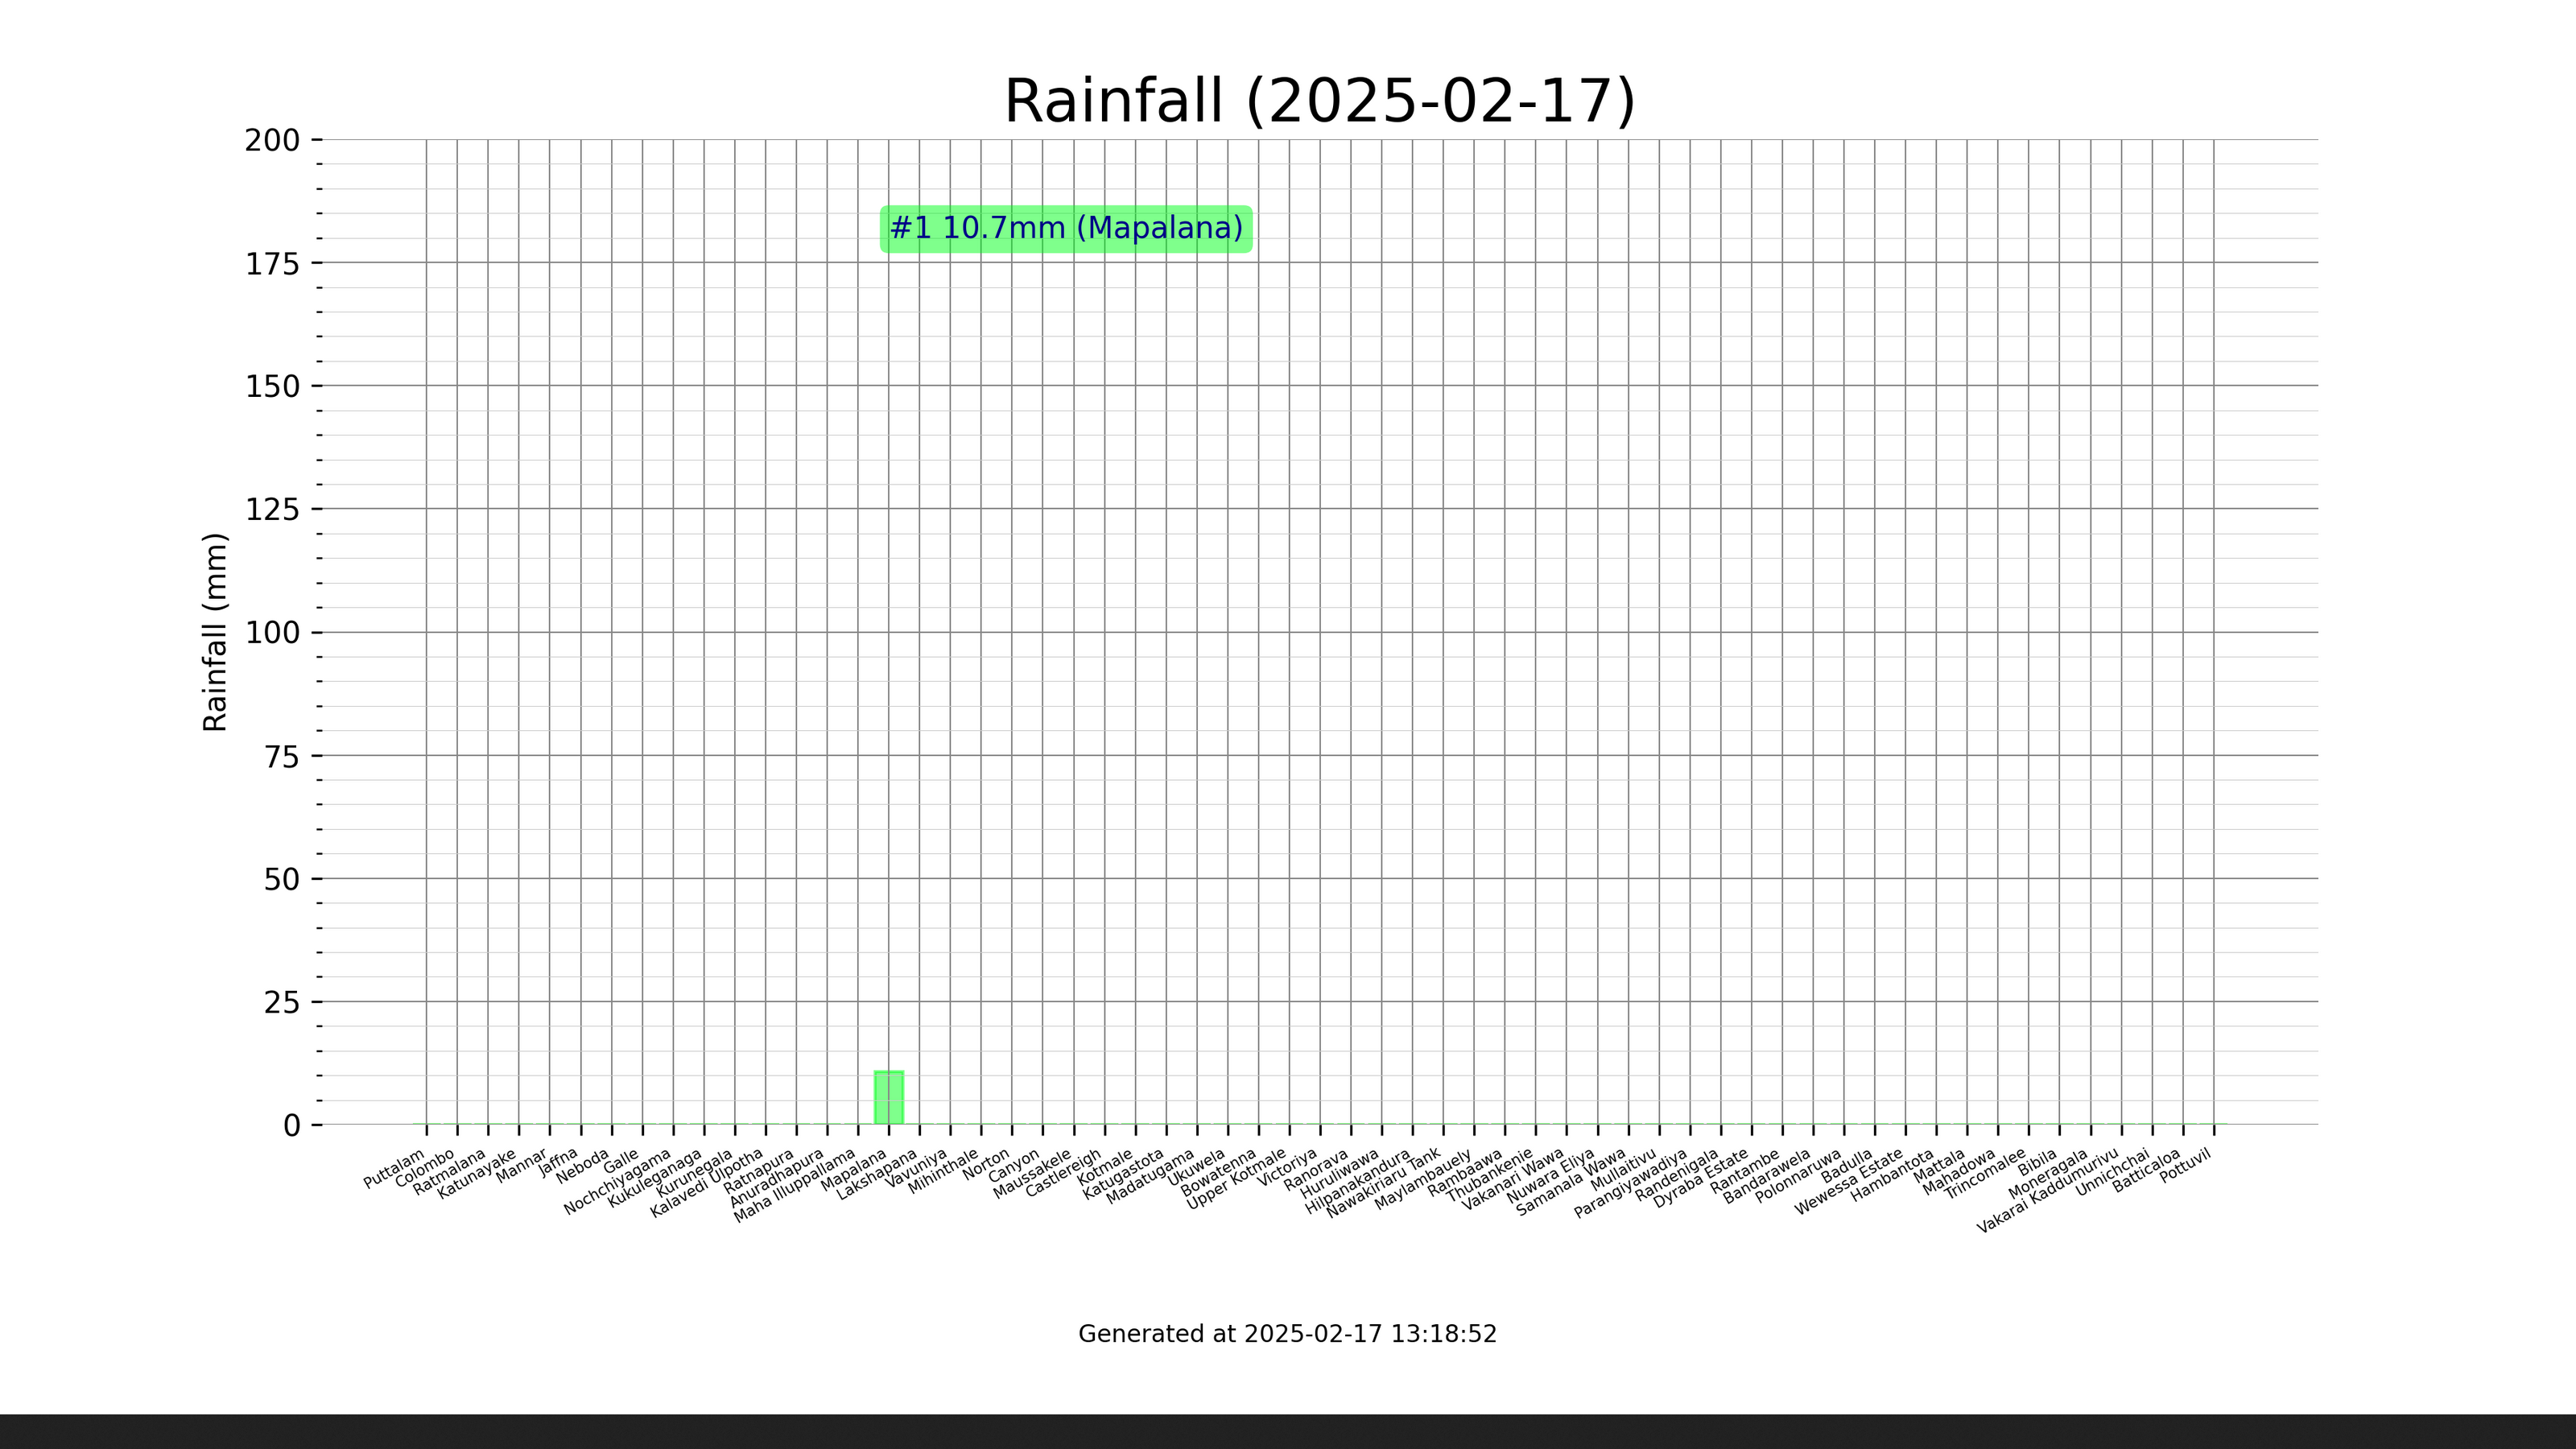 Rainfall (2025-02-17)
200
175
150
125
100
75
50
25
0
Rainfall (mm)
#1 10.7mm (Mapalana)
Puttalam
Colombo
Ratmalana
Katunayake
Mannar
Jaffna
Neboda
Galle
Nochchiyagama
Kukuleganaga
Kurunegala
Kalavedi Ulpotha
Ratnapura
Anuradhapura
Maha Illuppallama
Mapalana
Lakshapana
Vavuniya
Mihinthale
Norton
Canyon
Maussakele
Castlereigh
Kotmale
Katugastota
Madatugama
Ukuwela
Bowatenna
Upper Kotmale
Victoriya
Ranorava
Huruliwawa
Hilpanakandura
Nawakiriaru Tank
Maylambauely
Rambaawa
Thubankenie
Vakanari Wawa
Nuwara Eliya
Samanala Wawa
Mullaitivu
Parangiyawadiya
Randenigala
Dyraba Estate
Rantambe
Bandarawela
Polonnaruwa
Badulla
Wewessa Estate
Hambantota
Mattala
Mahadowa
Trincomalee
Bibila
Moneragala
Vakarai Kaddumurivu
Unnichchai
Batticaloa
Pottuvil
Generated at 2025-02-17 13:18:52